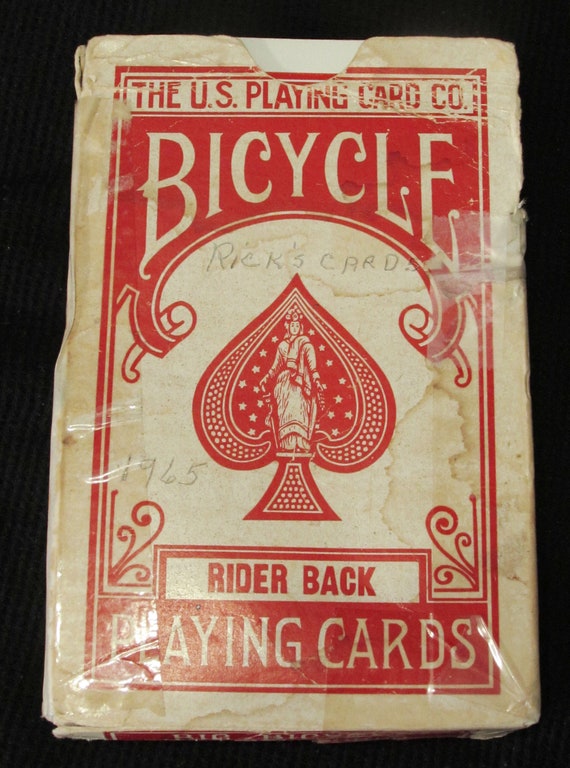 THE U.S. PLAYING CARD CO.
BICYCLE
RICK'S CARDS
1965
RIDER BACK
PLAYING CARDS